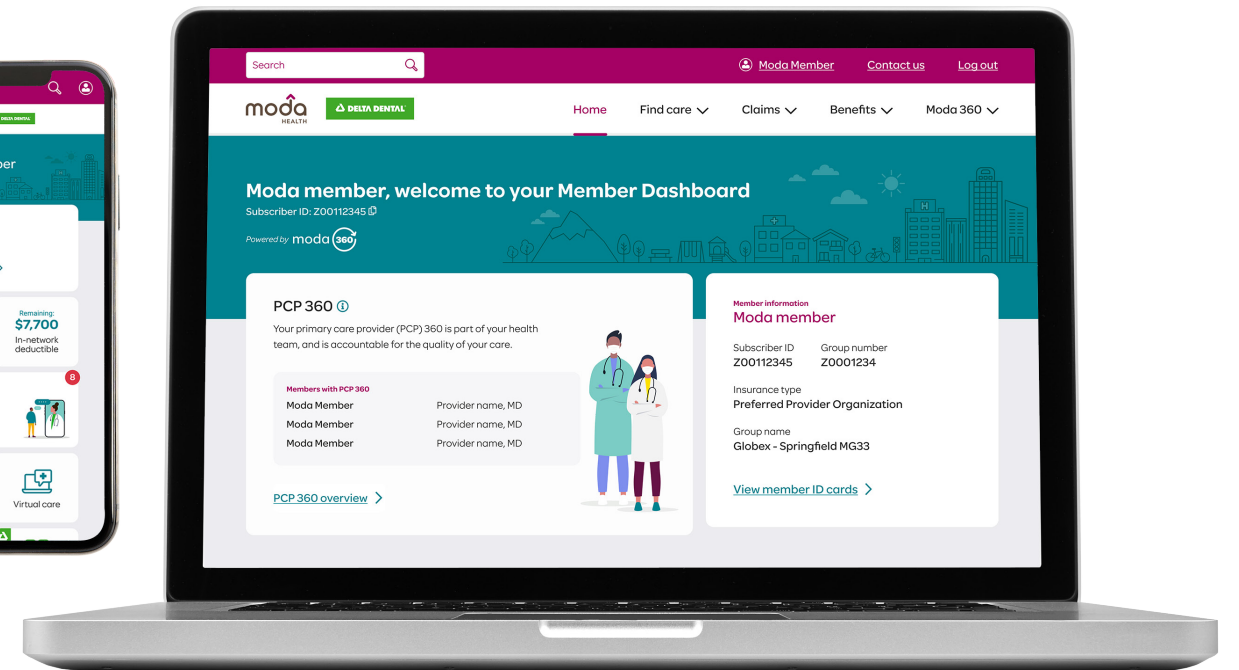 DELTA DENTAL
ber
Remaining:
$7,700
In-network
deductible
8
Virtual care
Search
Moda Member
Contact us
Log out
moda
HEALTH
DELTA DENTAL
Home
Find care
Claims
Benefits
Moda 360
Moda member, welcome to your Member Dashboard
Subscriber ID: Z00112345
Powered by moda 360
H
PCP 360
Your primary care provider (PCP) 360 is part of your health
team, and is accountable for the quality of your care.
Members with PCP 360
Moda Member Provider name, MD
Moda Member Provider name, MD
Moda Member Provider name, MD
PCP 360 overview
Member information
Moda member
Subscriber ID Group number
Z00112345 Z0001234
Insurance type
Preferred Provider Organization
Group name
Globex - Springfield MG33
View member ID cards